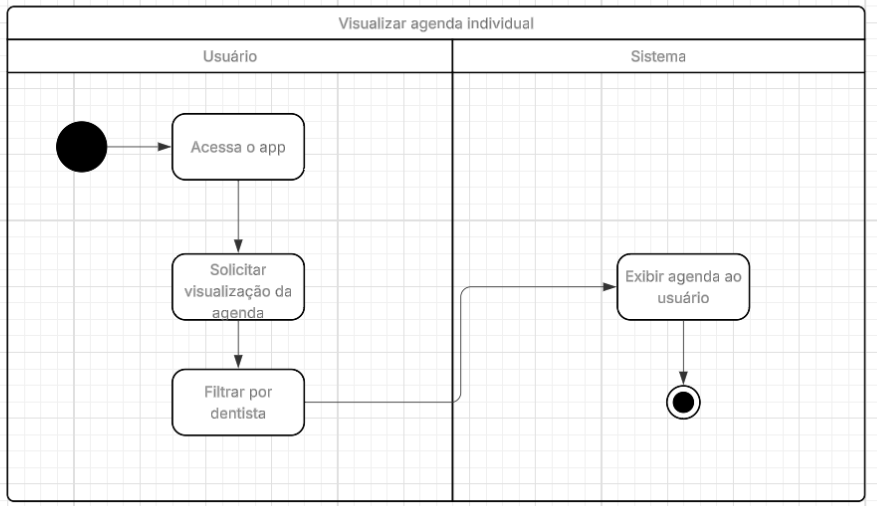 Visualizar agenda individual
Usuário
Sistema
Acessa o app
Solicitar
visualização da
agenda
Exibir agenda ao
usuário
Filtrar por
dentista